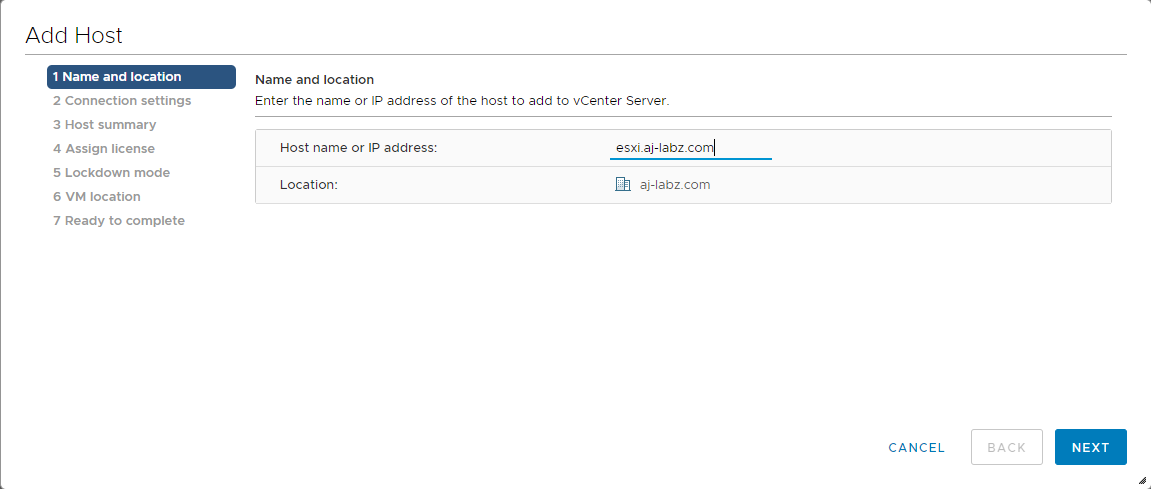 Add Host
1 Name and location
2 Connection settings
3 Host summary
4 Assign license
5 Lockdown mode
6 VM location
7 Ready to complete
Name and location
Enter the name or IP address of the host to add to vCenter Server.
Host name or IP address: esxi.aj-labz.com
Location: aj-labz.com
CANCEL BACK NEXT